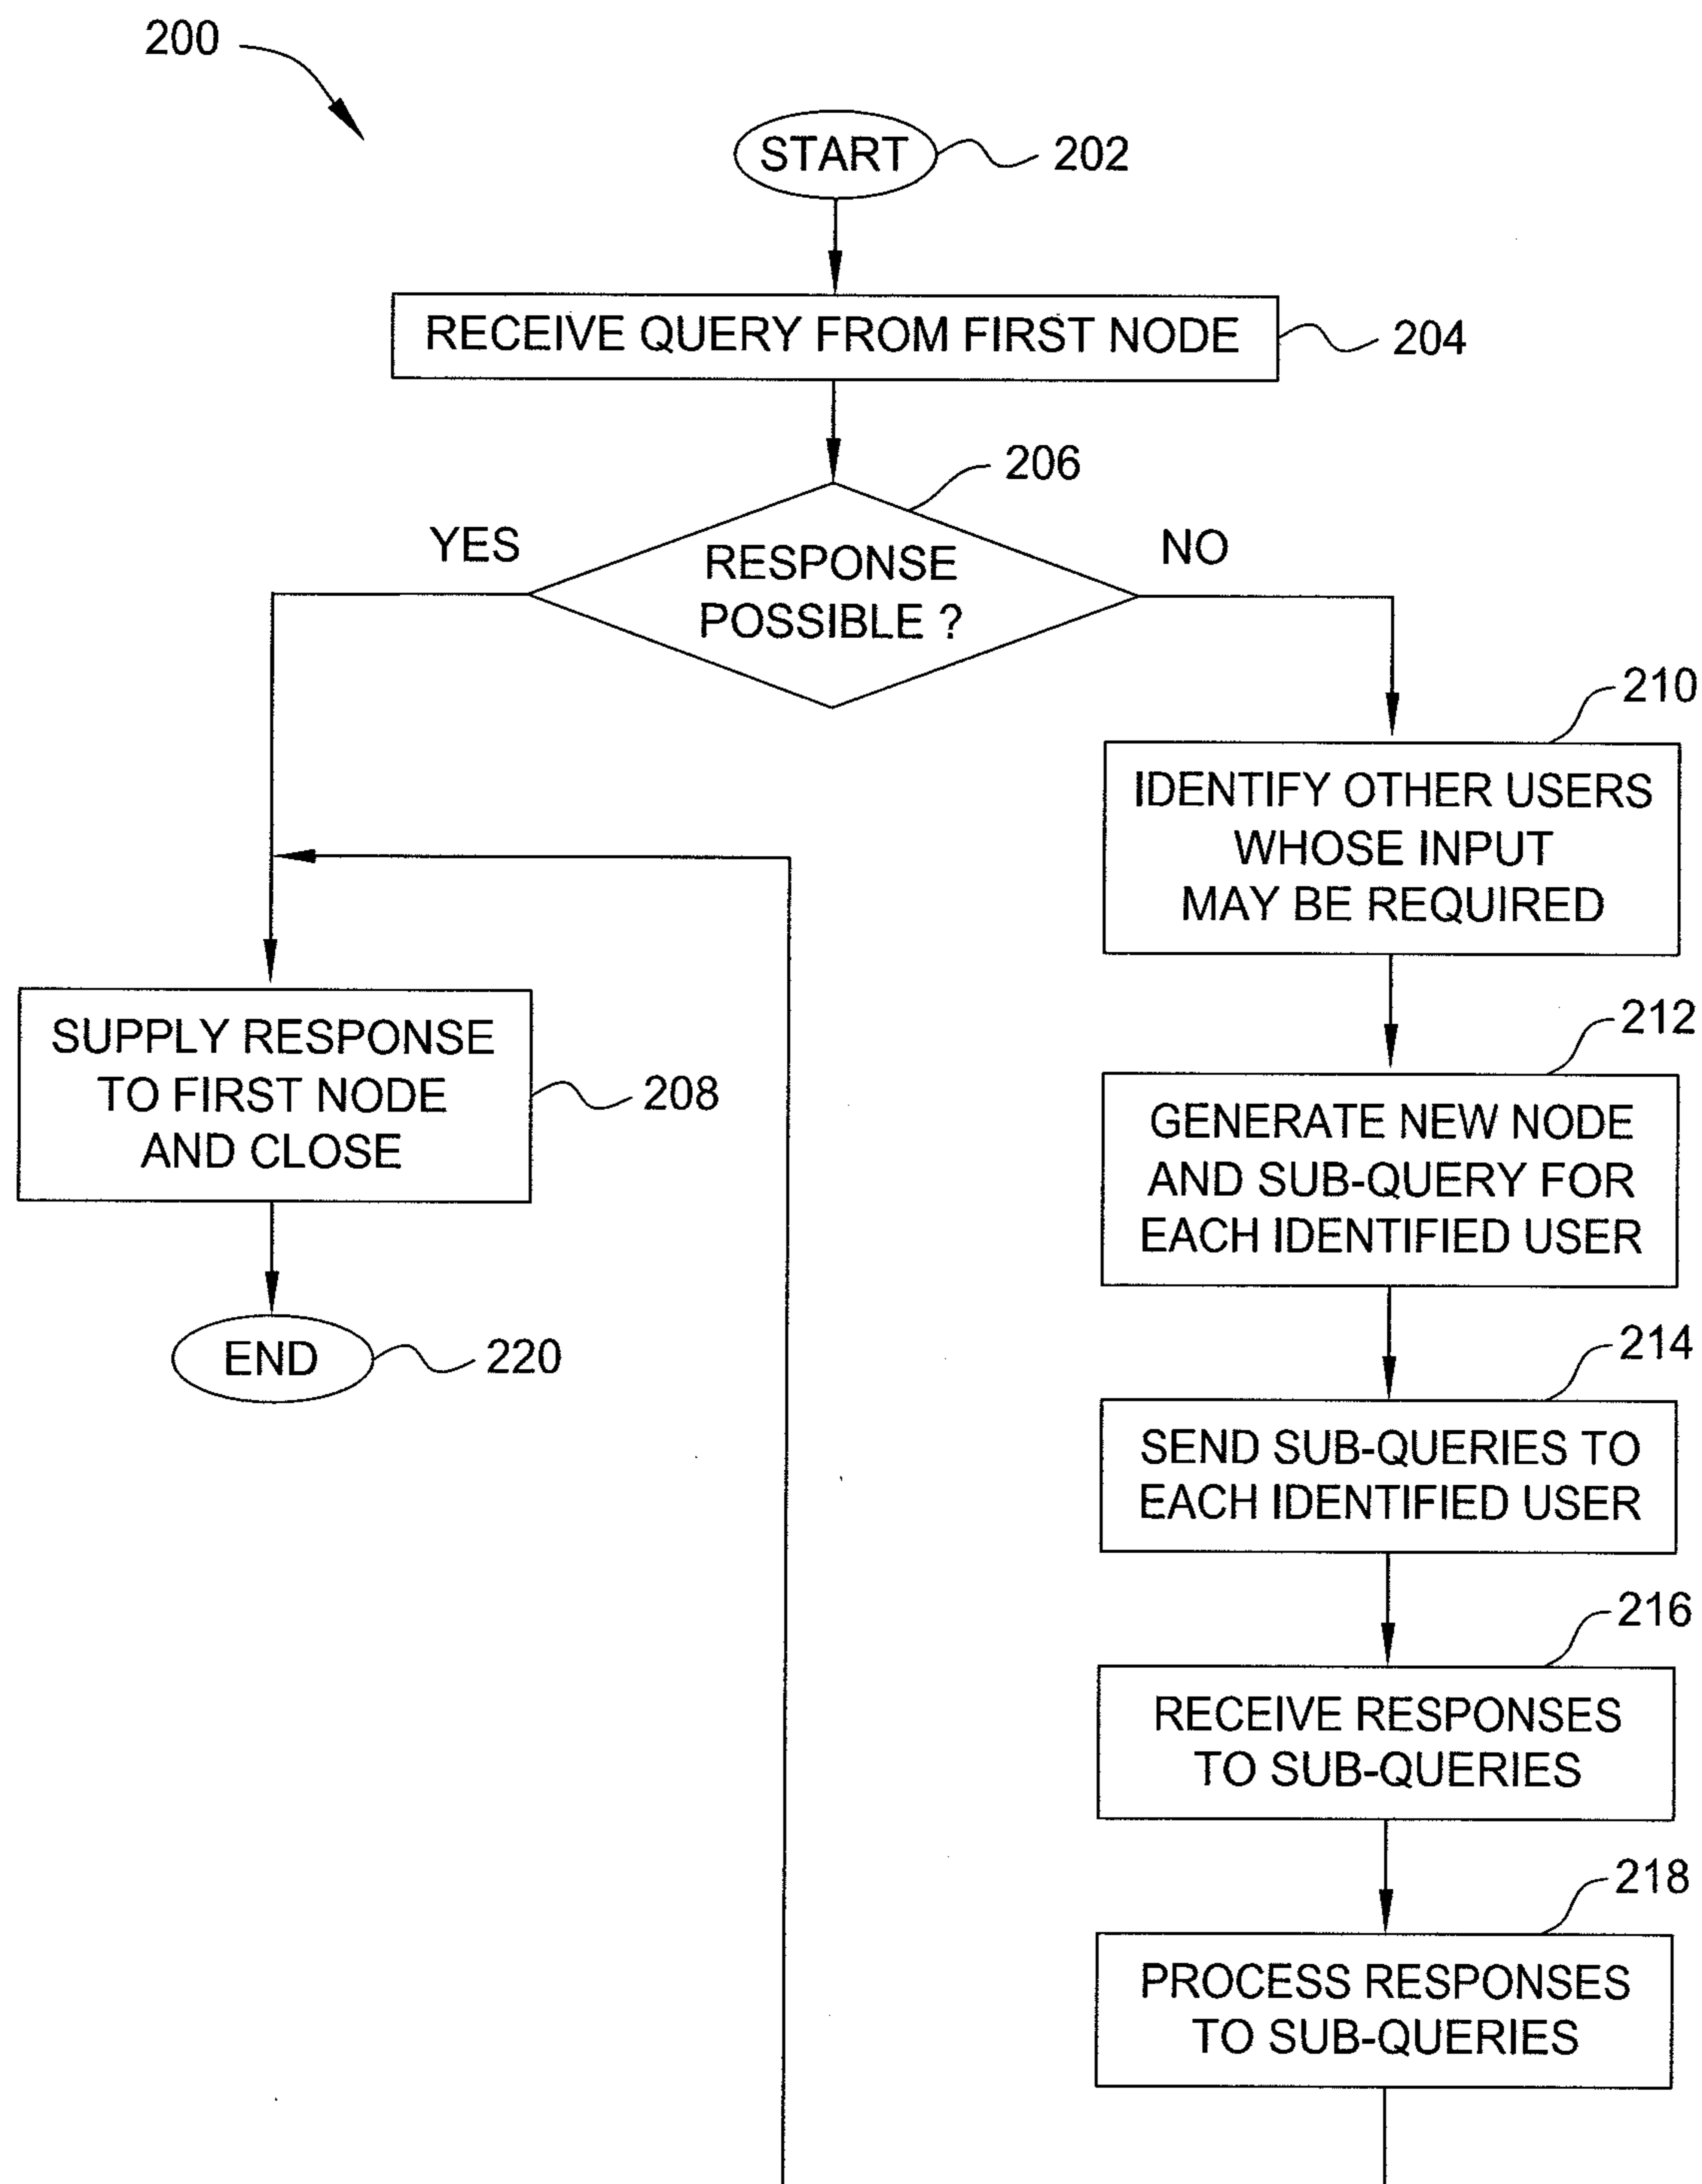 200
START
202
RECEIVE QUERY FROM FIRST NODE
204
206
YES
RESPONSE
POSSIBLE ?
NO
210
IDENTIFY OTHER USERS
WHOSE INPUT
MAY BE REQUIRED
SUPPLY RESPONSE
TO FIRST NODE
AND CLOSE
208
212
GENERATE NEW NODE
AND SUB-QUERY FOR
EACH IDENTIFIED USER
END
220
214
SEND SUB-QUERIES TO
EACH IDENTIFIED USER
216
RECEIVE RESPONSES
TO SUB-QUERIES
218
PROCESS RESPONSES
TO SUB-QUERIES